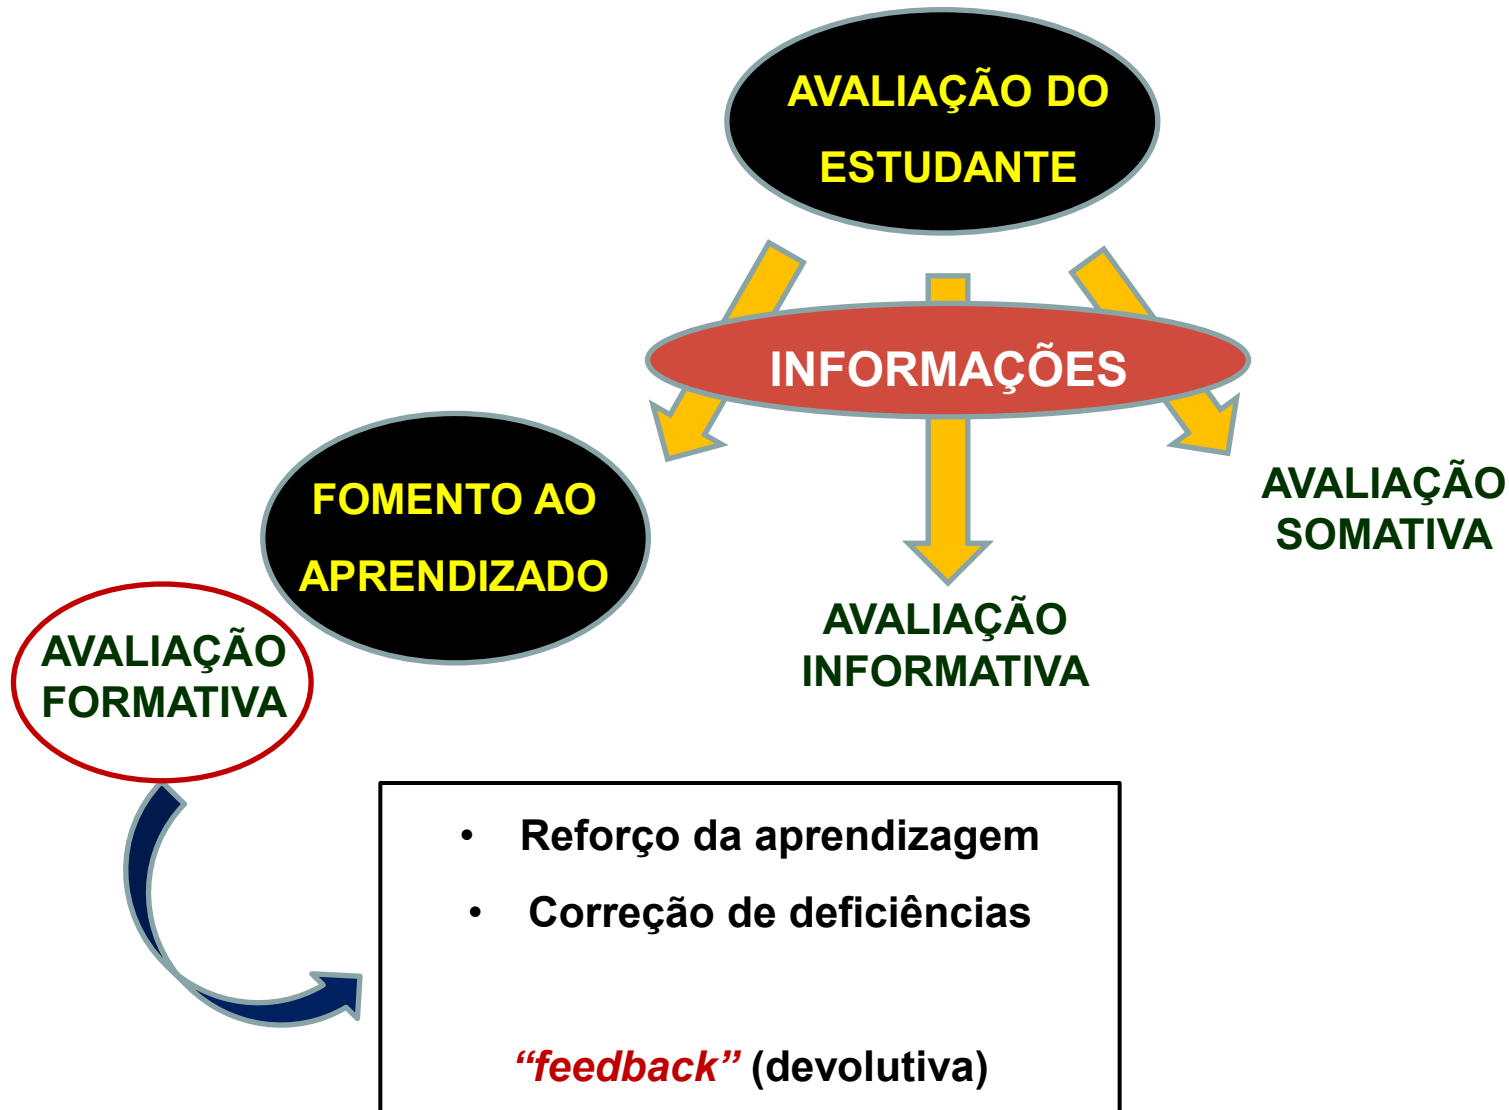 AVALIAÇÃO DO
ESTUDANTE
INFORMAÇÕES
FOMENTO AO
APRENDIZADO
AVALIAÇÃO
SOMATIVA
AVALIAÇÃO
INFORMATIVA
AVALIAÇÃO
FORMATIVA
• Reforço da aprendizagem
• Correção de deficiências
“feedback” (devolutiva)